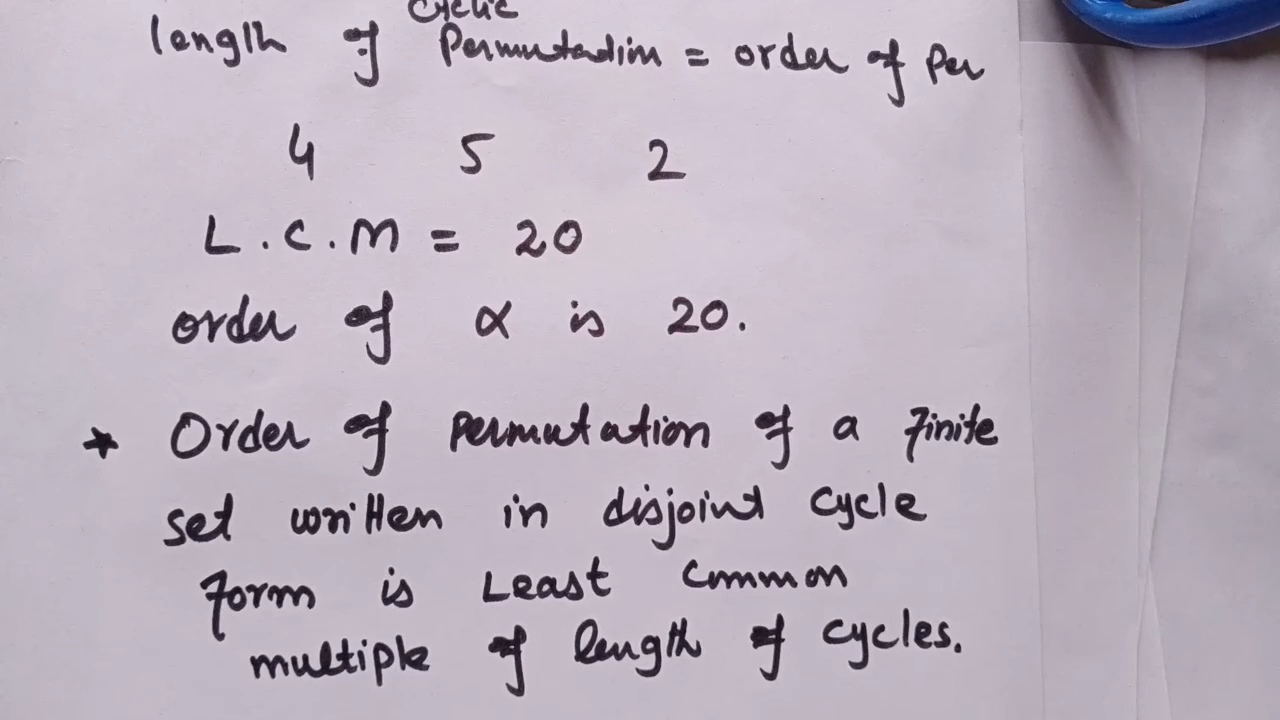 cyclic
length of Permutation = order of Per
4 5 2
L.C.M = 20
order of α is 20.
* Order of permutation of a finite
set written in disjoint cycle
form is Least common
multiple of length of cycles.